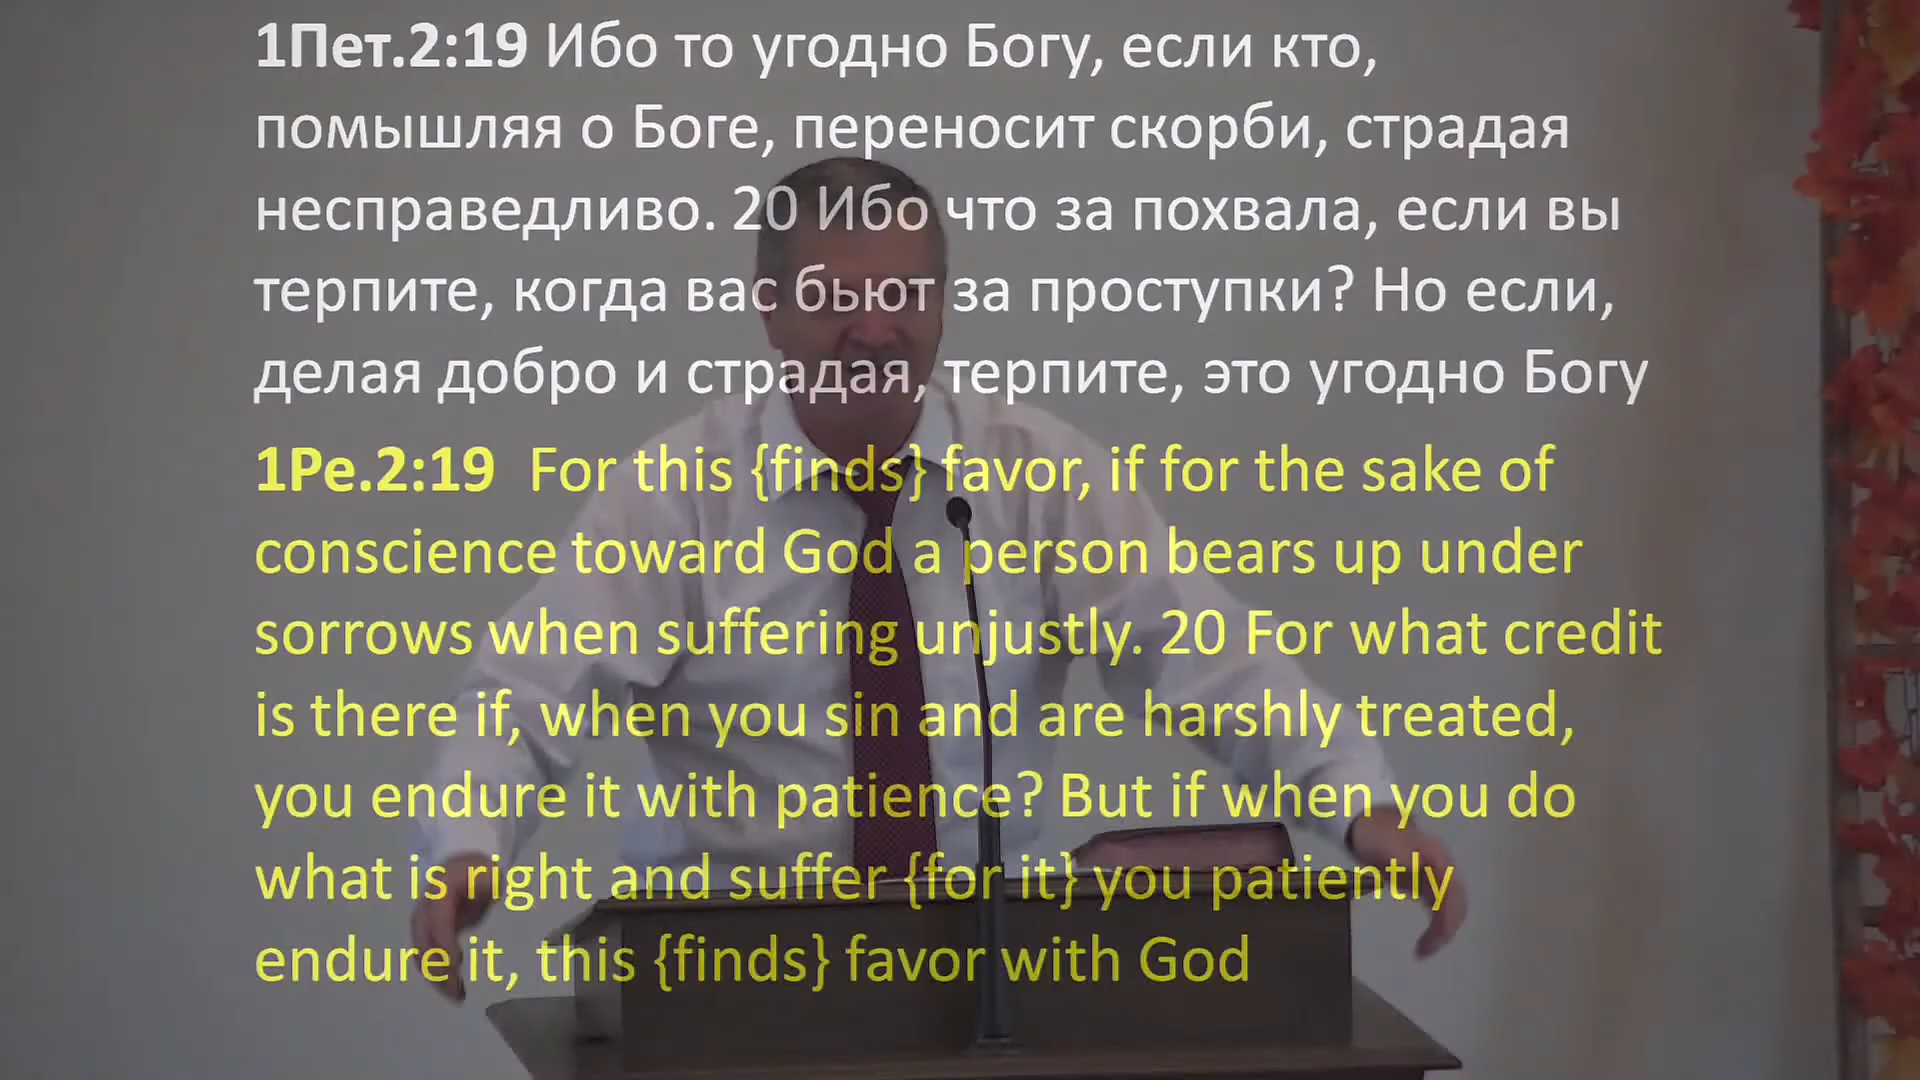 1Пет.2:19 Ибо то угодно Богу, если кто,
помышляя о Боге, переносит скорби, страдая
несправедливо. 20 Ибо что за похвала, если вы
терпите, когда вас бьют за проступки? Но если,
делая добро и страдая, терпите, это угодно Богу
1Pe.2:19 For this {finds} favor, if for the sake of
conscience toward God a person bears up under
sorrows when suffering unjustly. 20 For what credit
is there if, when you sin and are harshly treated,
you endure it with patience? But if when you do
what is right and suffer {for it} you patiently
endure it, this {finds} favor with God